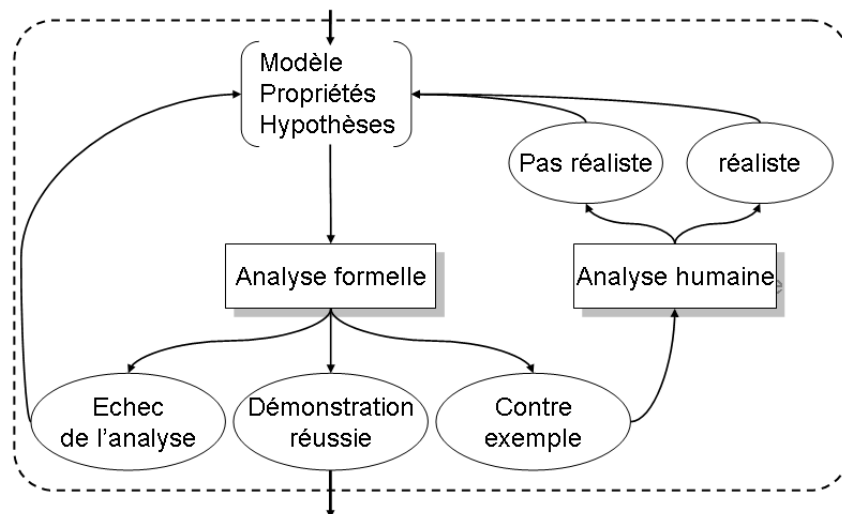 Modèle
Propriétés
Hypothèses
Pas réaliste
réaliste
Analyse formelle
Analyse humaine
Echec
de l'analyse
Démonstration
réussie
Contre
exemple